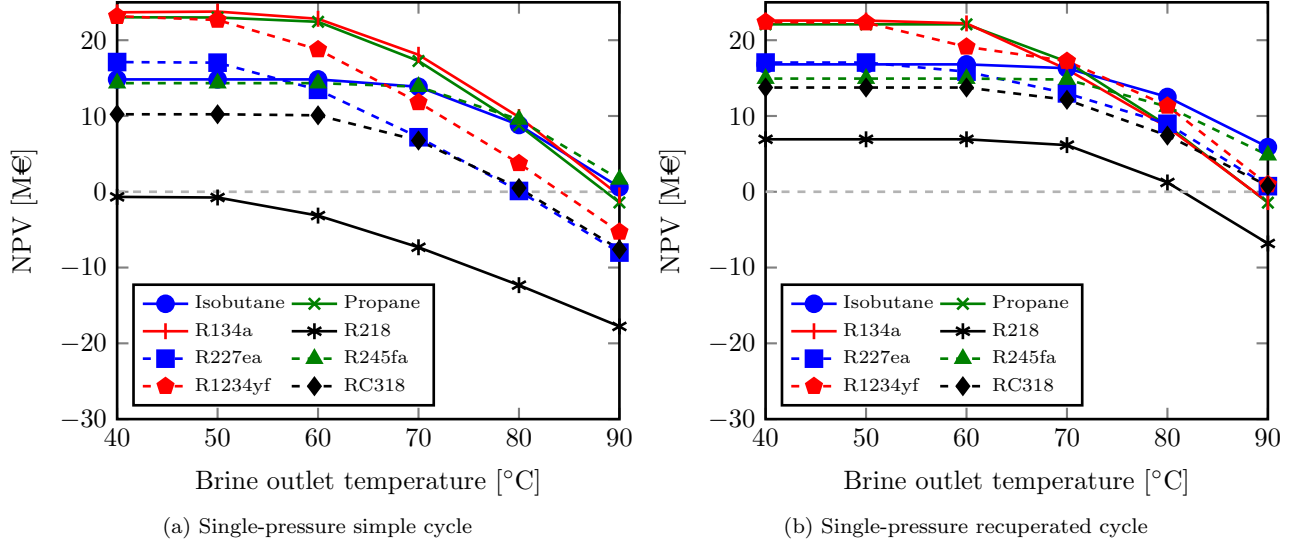 20
10
0
−10
−20
−30
40 50 60 70 80 90
NPV [M€]
Brine outlet temperature [°C]
Isobutane Propane
R134a R218
R227ea R245fa
R1234yf RC318
(a) Single-pressure simple cycle
20
10
0
−10
−20
−30
40 50 60 70 80 90
NPV [M€]
Brine outlet temperature [°C]
Isobutane Propane
R134a R218
R227ea R245fa
R1234yf RC318
(b) Single-pressure recuperated cycle